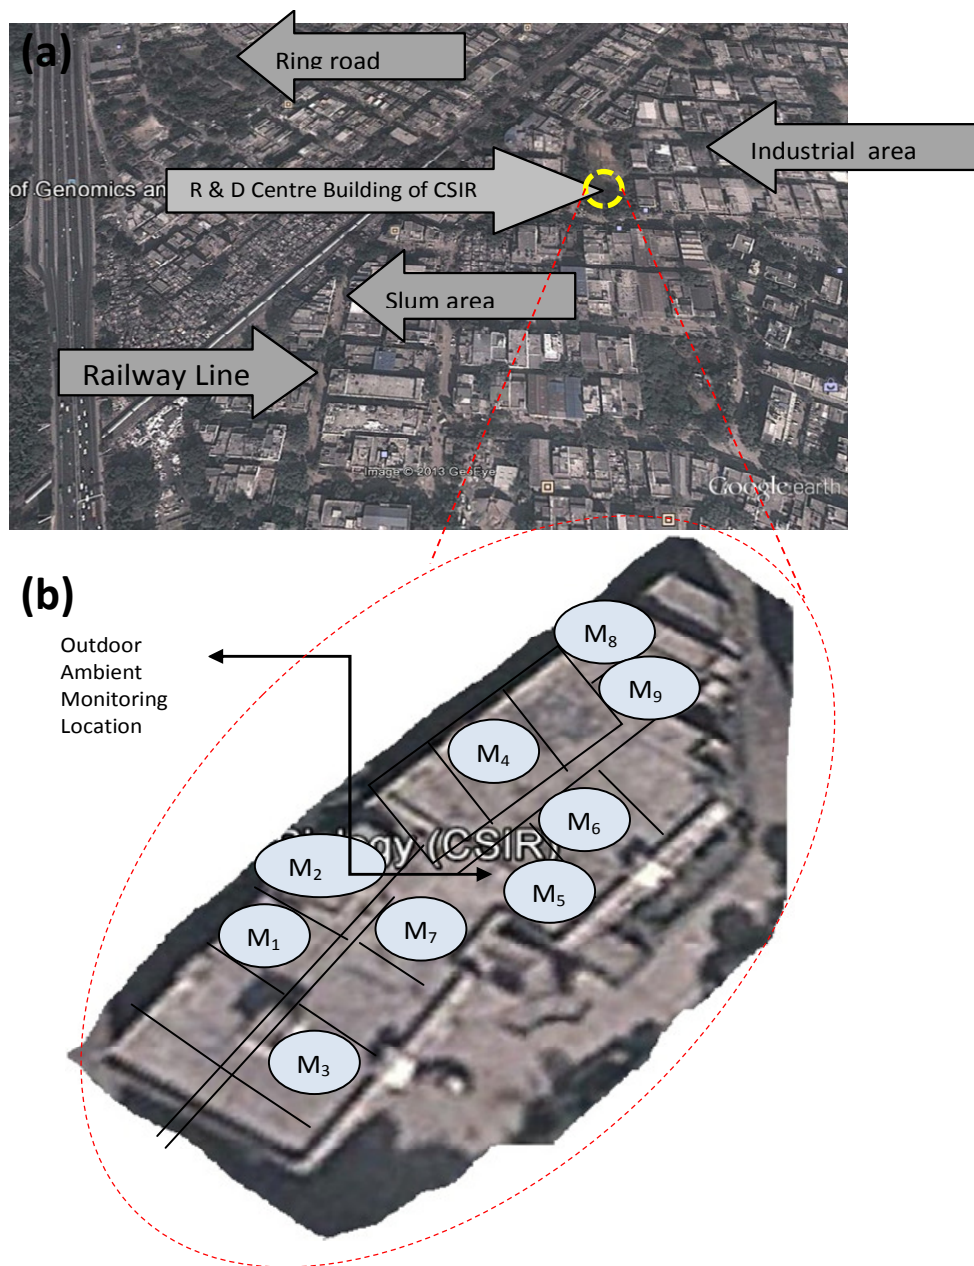 (a)
Ring road
Industrial area
of Genomics an
R & D Centre Building of CSIR
Slum area
Railway Line
Image © 2013 GeoEye
Google earth
(b)
Outdoor
Ambient
Monitoring
Location
M8
M9
M4
M6
gy (CSIR)
M2
M5
M1
M7
M3